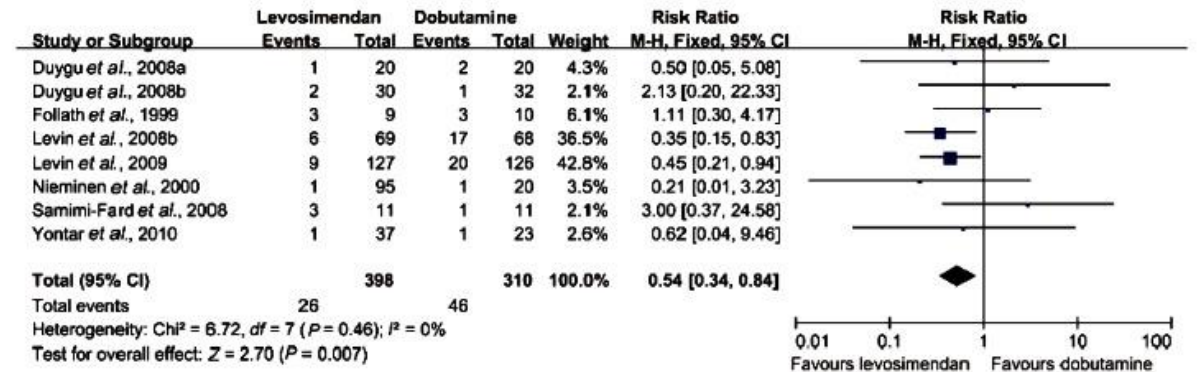 Levosimendan Dobutamine Risk Ratio Risk Ratio
Study or Subgroup Events Total Events Total Weight M-H, Fixed, 95% CI M-H, Fixed, 95% CI
Duygu et al., 2008a 1 20 2 20 4.3% 0.50 [0.05, 5.08]
Duygu et al., 2008b 2 30 1 32 2.1% 2.13 [0.20, 22.33]
Follath et al., 1999 3 9 3 10 6.1% 1.11 [0.30, 4.17]
Levin et al., 2008b 6 69 17 68 36.5% 0.35 [0.15, 0.83]
Levin et al., 2009 9 127 20 126 42.8% 0.45 [0.21, 0.94]
Nieminen et al., 2000 1 95 1 20 3.5% 0.21 [0.01, 3.23]
Samimi-Fard et al., 2008 3 11 1 11 2.1% 3.00 [0.37, 24.58]
Yontar et al., 2010 1 37 1 23 2.6% 0.62 [0.04, 9.46]
Total (95% CI) 398 310 100.0% 0.54 [0.34, 0.84]
Total events 26 46
Heterogeneity: Chi² = 6.72, df = 7 (P = 0.46); I² = 0%
Test for overall effect: Z = 2.70 (P = 0.007)
0.01 0.1 1 10 100
Favours levosimendan Favours dobutamine